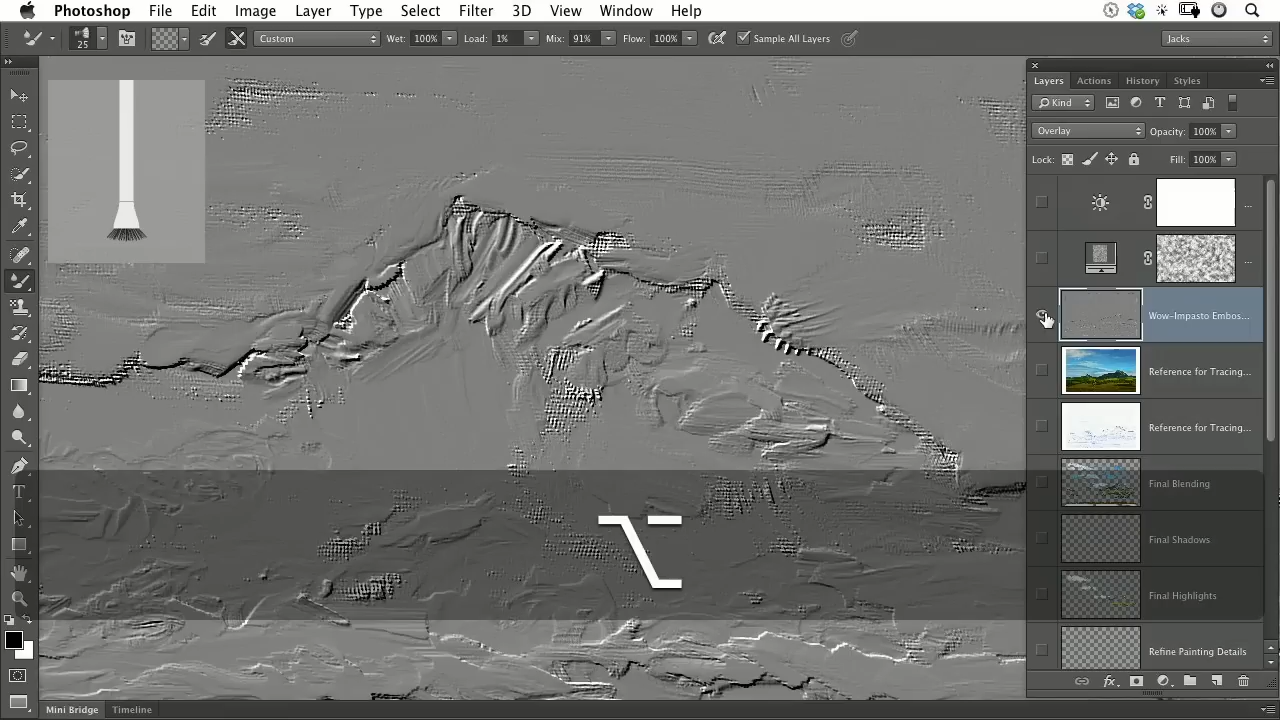 Photoshop File Edit Image Layer Type Select Filter 3D View Window Help
25 Custom Wet: 100% Load: 1% Mix: 91% Flow: 100% Sample All Layers Jacks
Layers Actions History Styles
Kind
Overlay Opacity: 100%
Lock: Fill: 100%
...
...
Wow-Impasto Embos...
Reference for Tracing...
Reference for Tracing...
Final Blending
Final Shadows
Final Highlights
Refine Painting Details
⌥
Mini Bridge Timeline